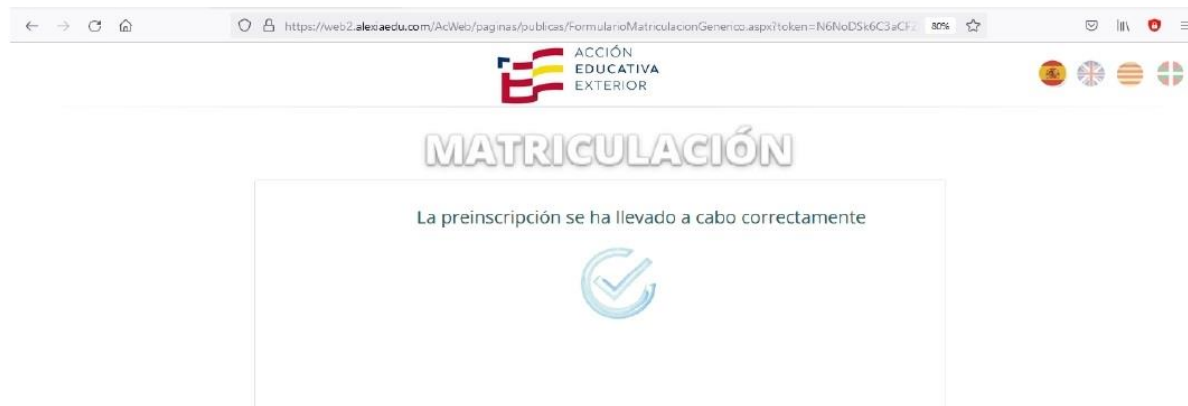 https://web2.alexiaedu.com/AcWeb/paginas/publicas/FormularioMatriculacionGenerico.aspx?token=N6NoDSk6C3aCF
80%
ACCIÓN
EDUCATIVA
EXTERIOR
MATRICULACIÓN
La preinscripción se ha llevado a cabo correctamente